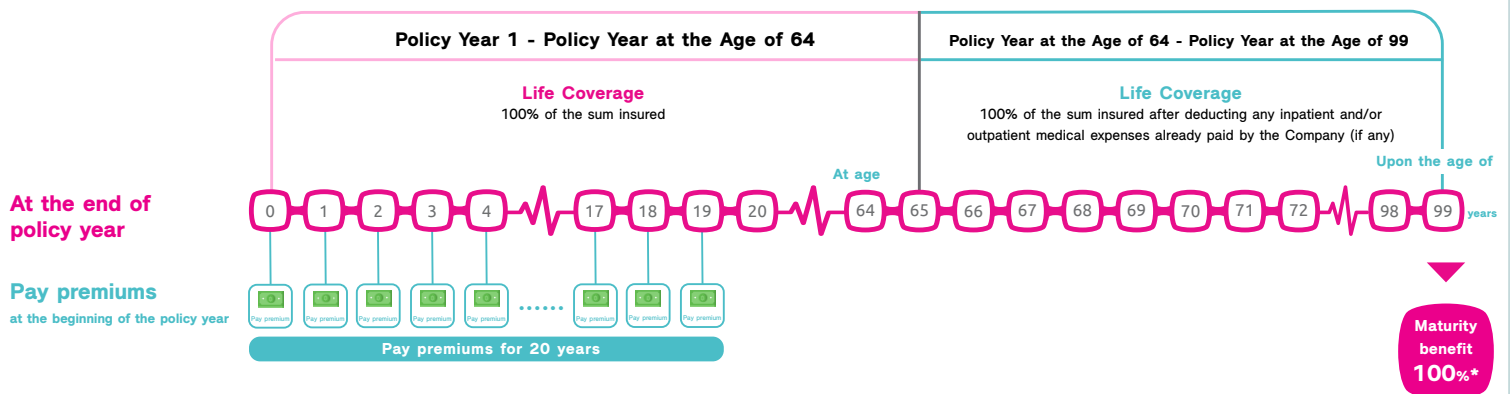 Policy Year 1 - Policy Year at the Age of 64
Policy Year at the Age of 64 - Policy Year at the Age of 99
Life Coverage
100% of the sum insured
Life Coverage
100% of the sum insured after deducting any inpatient and/or
outpatient medical expenses already paid by the Company (if any)
At age
Upon the age of
At the end of
policy year
0 1 2 3 4 17 18 19 20 64 65 66 67 68 69 70 71 72 98 99 years
Pay premiums
at the beginning of the policy year
Pay premium Pay premium Pay premium Pay premium Pay premium ...... Pay premium Pay premium Pay premium
Pay premiums for 20 years
Maturity
benefit
100%*